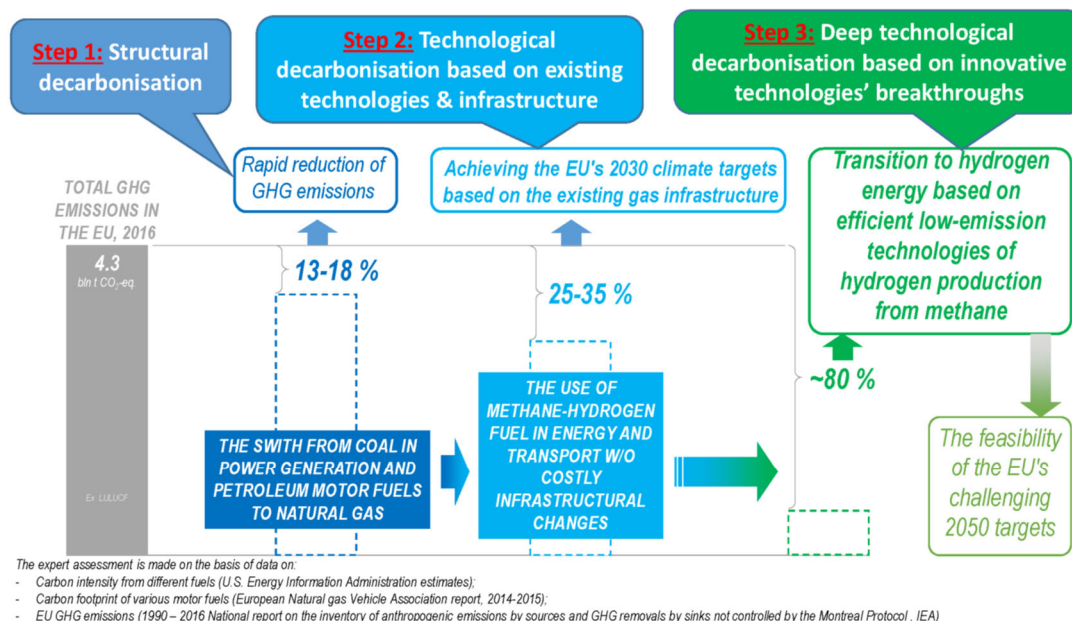 Step 1: Structural
decarbonisation
Step 2: Technological
decarbonisation based on existing
technologies & infrastructure
Step 3: Deep technological
decarbonisation based on innovative
technologies’ breakthroughs
TOTAL GHG
EMISSIONS IN
THE EU, 2016
Rapid reduction of
GHG emissions
Achieving the EU's 2030 climate targets
based on the existing gas infrastructure
Transition to hydrogen
energy based on
efficient low-emission
technologies of
hydrogen production
from methane
4.3
bln t CO₂-eq.
13-18 %
25-35 %
~80 %
THE SWITH FROM COAL IN
POWER GENERATION AND
PETROLEUM MOTOR FUELS
TO NATURAL GAS
THE USE OF
METHANE-HYDROGEN
FUEL IN ENERGY AND
TRANSPORT W/O
COSTLY
INFRASTRUCTURAL
CHANGES
The feasibility
of the EU's
challenging
2050 targets
Ex LULUCF
The expert assessment is made on the basis of data on:
- Carbon intensity from different fuels (U.S. Energy Information Administration estimates);
- Carbon footprint of various motor fuels (European Natural gas Vehicle Association report, 2014-2015);
- EU GHG emissions (1990 – 2016 National report on the inventory of anthropogenic emissions by sources and GHG removals by sinks not controlled by the Montreal Protocol , IEA)